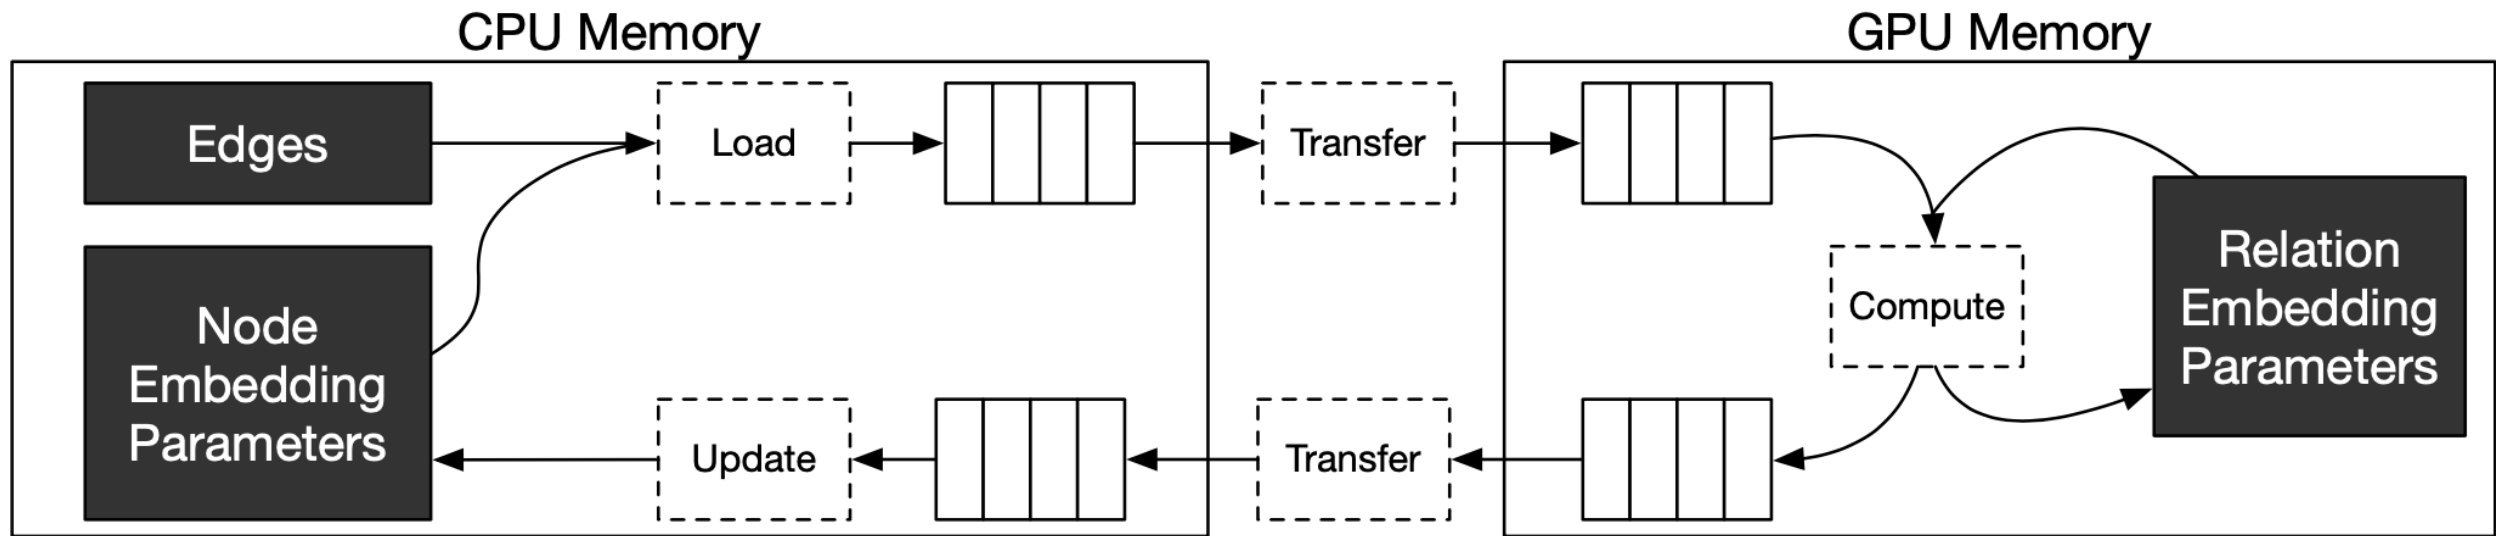 CPU Memory
GPU Memory
Edges
Load
Transfer
Node
Embedding
Parameters
Update
Transfer
Compute
Relation
Embedding
Parameters